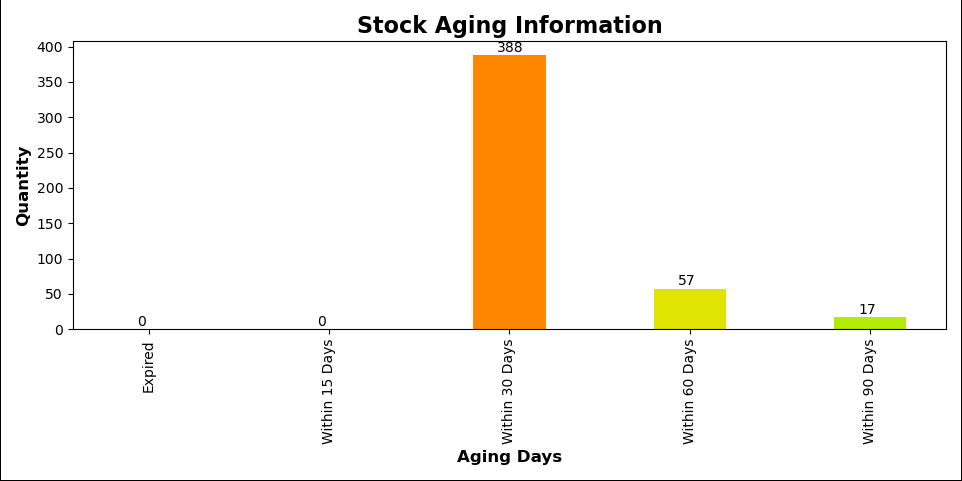 Stock Aging Information
Quantity
400
350
300
250
200
150
100
50
0
0
0
388
57
17
Expired
Within 15 Days
Within 30 Days
Within 60 Days
Within 90 Days
Aging Days